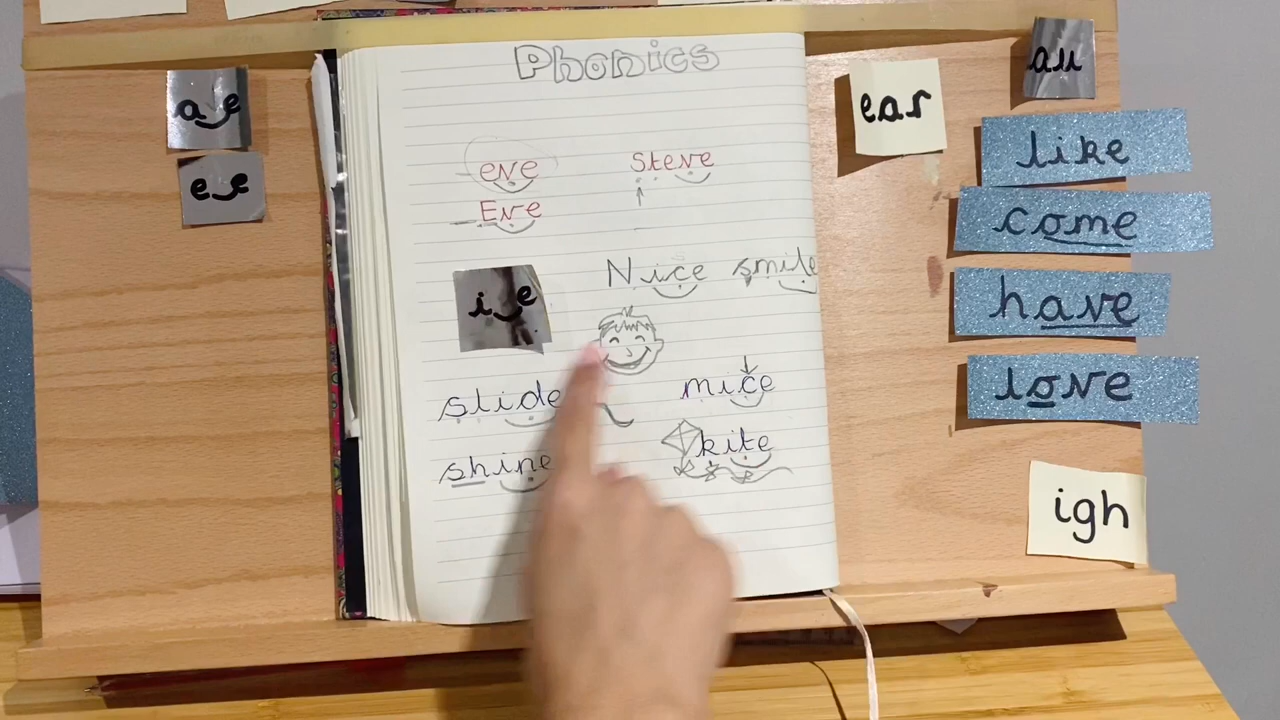 Phonics
a_e
e_e
eve
steve
Eve
i_e
Nice smile
slide
mice
kite
shine
ear
au
like
come
have
love
igh